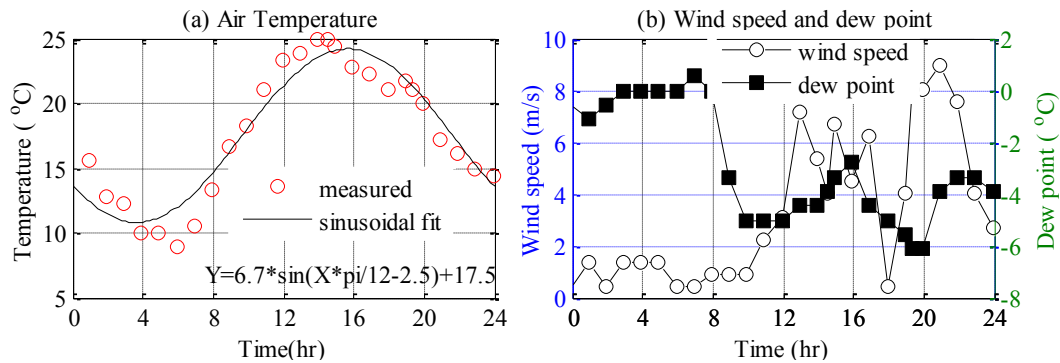 (a) Air Temperature
25
20
15
10
5
0
4
8
12
16
20
24
Temperature ( °C)
Time(hr)
measured
sinusoidal fit
Y=6.7*sin(X*pi/12-2.5)+17.5
(b) Wind speed and dew point
10
8
6
4
2
0
0
4
8
12
16
20
24
2
0
-2
-4
-6
-8
Wind speed (m/s)
Time (hr)
Dew point ( °C)
wind speed
dew point